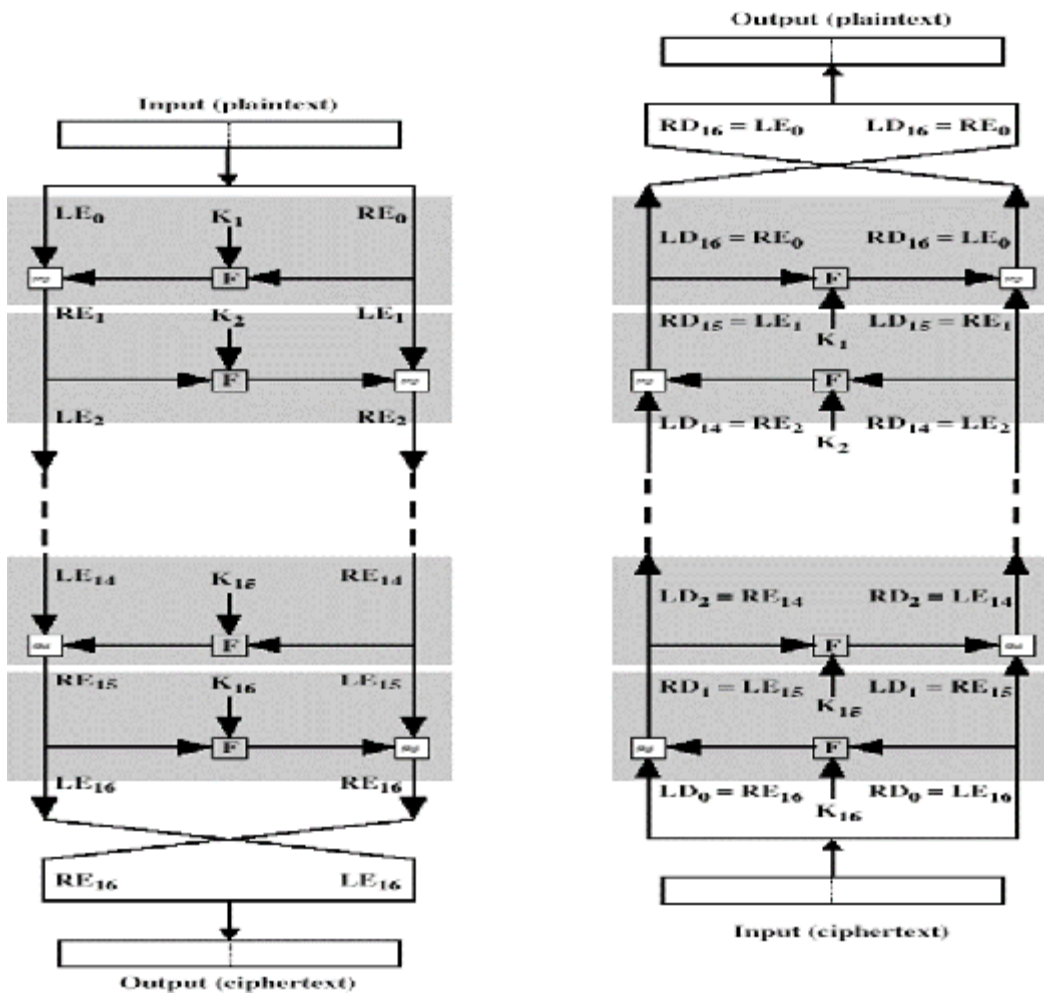 Input (plaintext)
LE₀ K₁ RE₀
F
RE₁ K₂ LE₁
F
LE₂ RE₂
LE₁₄ K₁₅ RE₁₄
F
RE₁₅ K₁₆ LE₁₅
F
LE₁₆ RE₁₆
RE₁₆ LE₁₆
Output (ciphertext)
Output (plaintext)
RD₁₆ = LE₀ LD₁₆ = RE₀
LD₁₆ = RE₀ RD₁₆ = LE₀
F
RD₁₅ = LE₁ LD₁₅ = RE₁
K₁
F
LD₁₄ = RE₂ RD₁₄ = LE₂
K₂
LD₂ = RE₁₄ RD₂ = LE₁₄
F
RD₁ = LE₁₅ LD₁ = RE₁₅
K₁₅
F
LD₀ = RE₁₆ RD₀ = LE₁₆
K₁₆
Input (ciphertext)